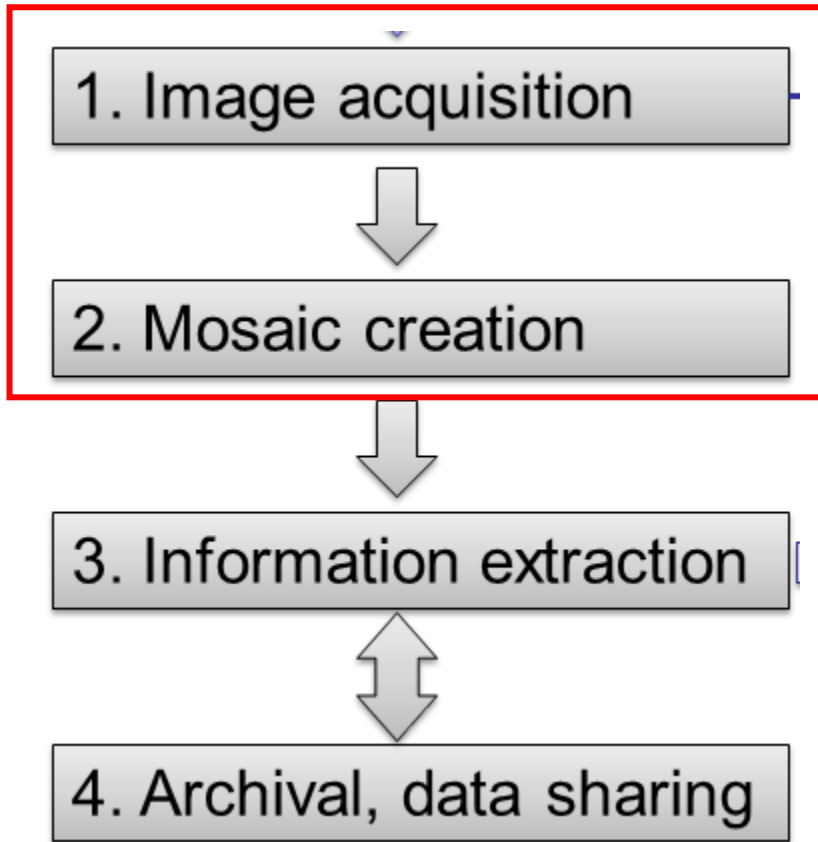 1. Image acquisition
2. Mosaic creation
3. Information extraction
4. Archival, data sharing